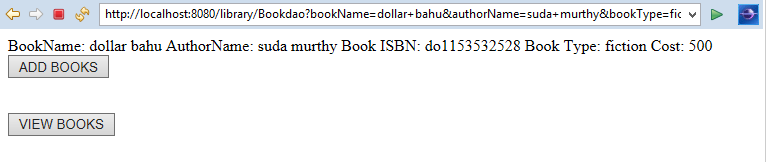 http://localhost:8080/library/Bookdao?bookName=dollar+bahu&authorName=suda+murthy&bookType=fic
BookName: dollar bahu AuthorName: suda murthy Book ISBN: do1153532528 Book Type: fiction Cost: 500
ADD BOOKS
VIEW BOOKS